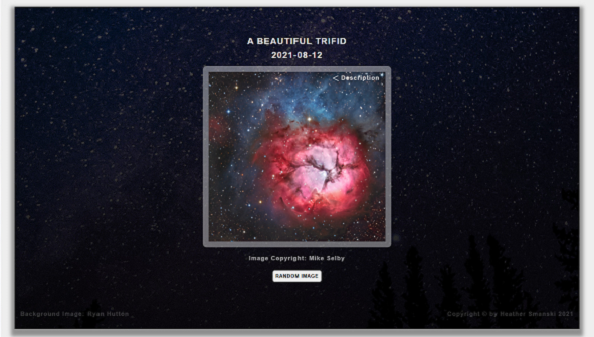 A BEAUTIFUL TRIFID
2021-08-12
< Description
Image Copyright: Mike Selby
RANDOM IMAGE
Background Image: Ryan Hutton
Copyright © by Heather Smonski 2021